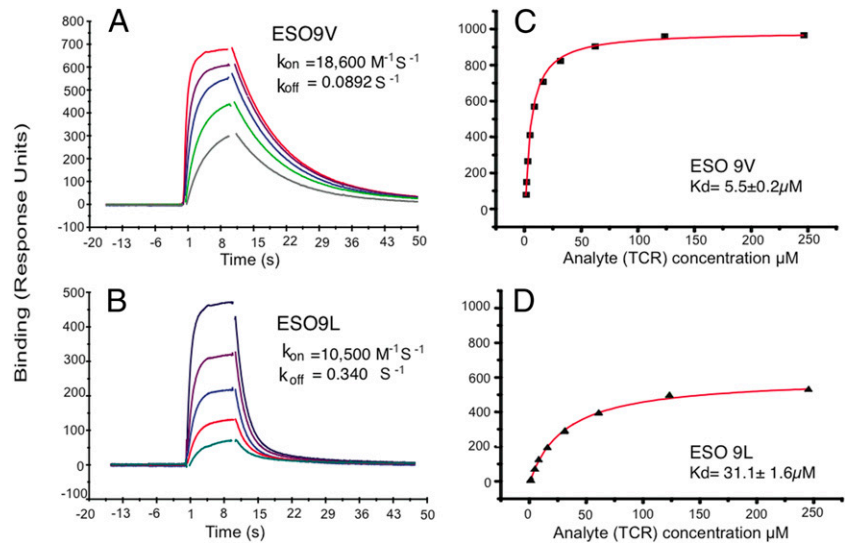 Binding (Response Units)
A
800
700
600
500
400
300
200
100
0
-100
ESO9V
kon =18,600 M-1S-1
koff = 0.0892 S-1
-20 -13 -6 1 8 15 22 29 36 43 50
Time (s)
B
500
400
300
200
100
0
-100
ESO9L
kon =10,500 M-1S-1
koff = 0.340 S-1
-20 -13 -6 1 8 15 22 29 36 43 50
Time (s)
C
1000
800
600
400
200
0
ESO 9V
Kd= 5.5±0.2µM
0 50 100 150 200 250
Analyte (TCR) concentration µM
D
1000
800
600
400
200
0
ESO 9L
Kd= 31.1± 1.6µM
0 50 100 150 200 250
Analyte (TCR) concentration µM